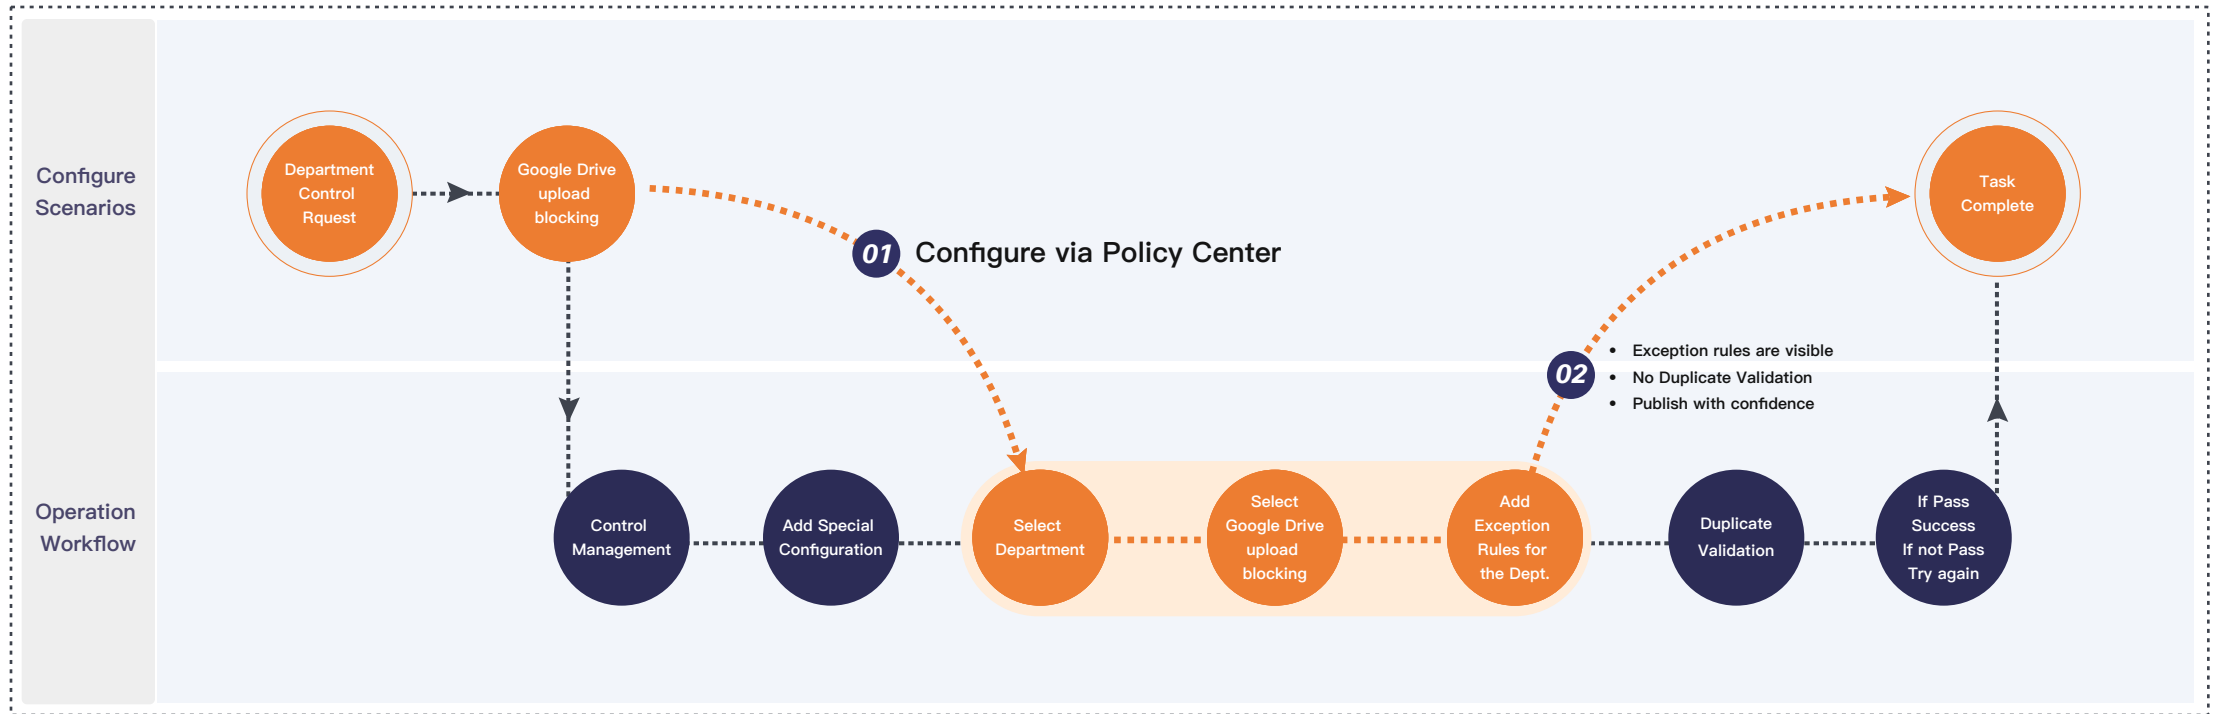 Configure
Scenarios
Department
Control
Rquest
Google Drive
upload
blocking
01
Configure via Policy Center
Task
Complete
02
• Exception rules are visible
• No Duplicate Validation
• Publish with confidence
Operation
Workflow
Control
Management
Add Special
Configuration
Select
Department
Select
Google Drive
upload
blocking
Add
Exception
Rules for
the Dept.
Duplicate
Validation
If Pass
Success
If not Pass
Try again